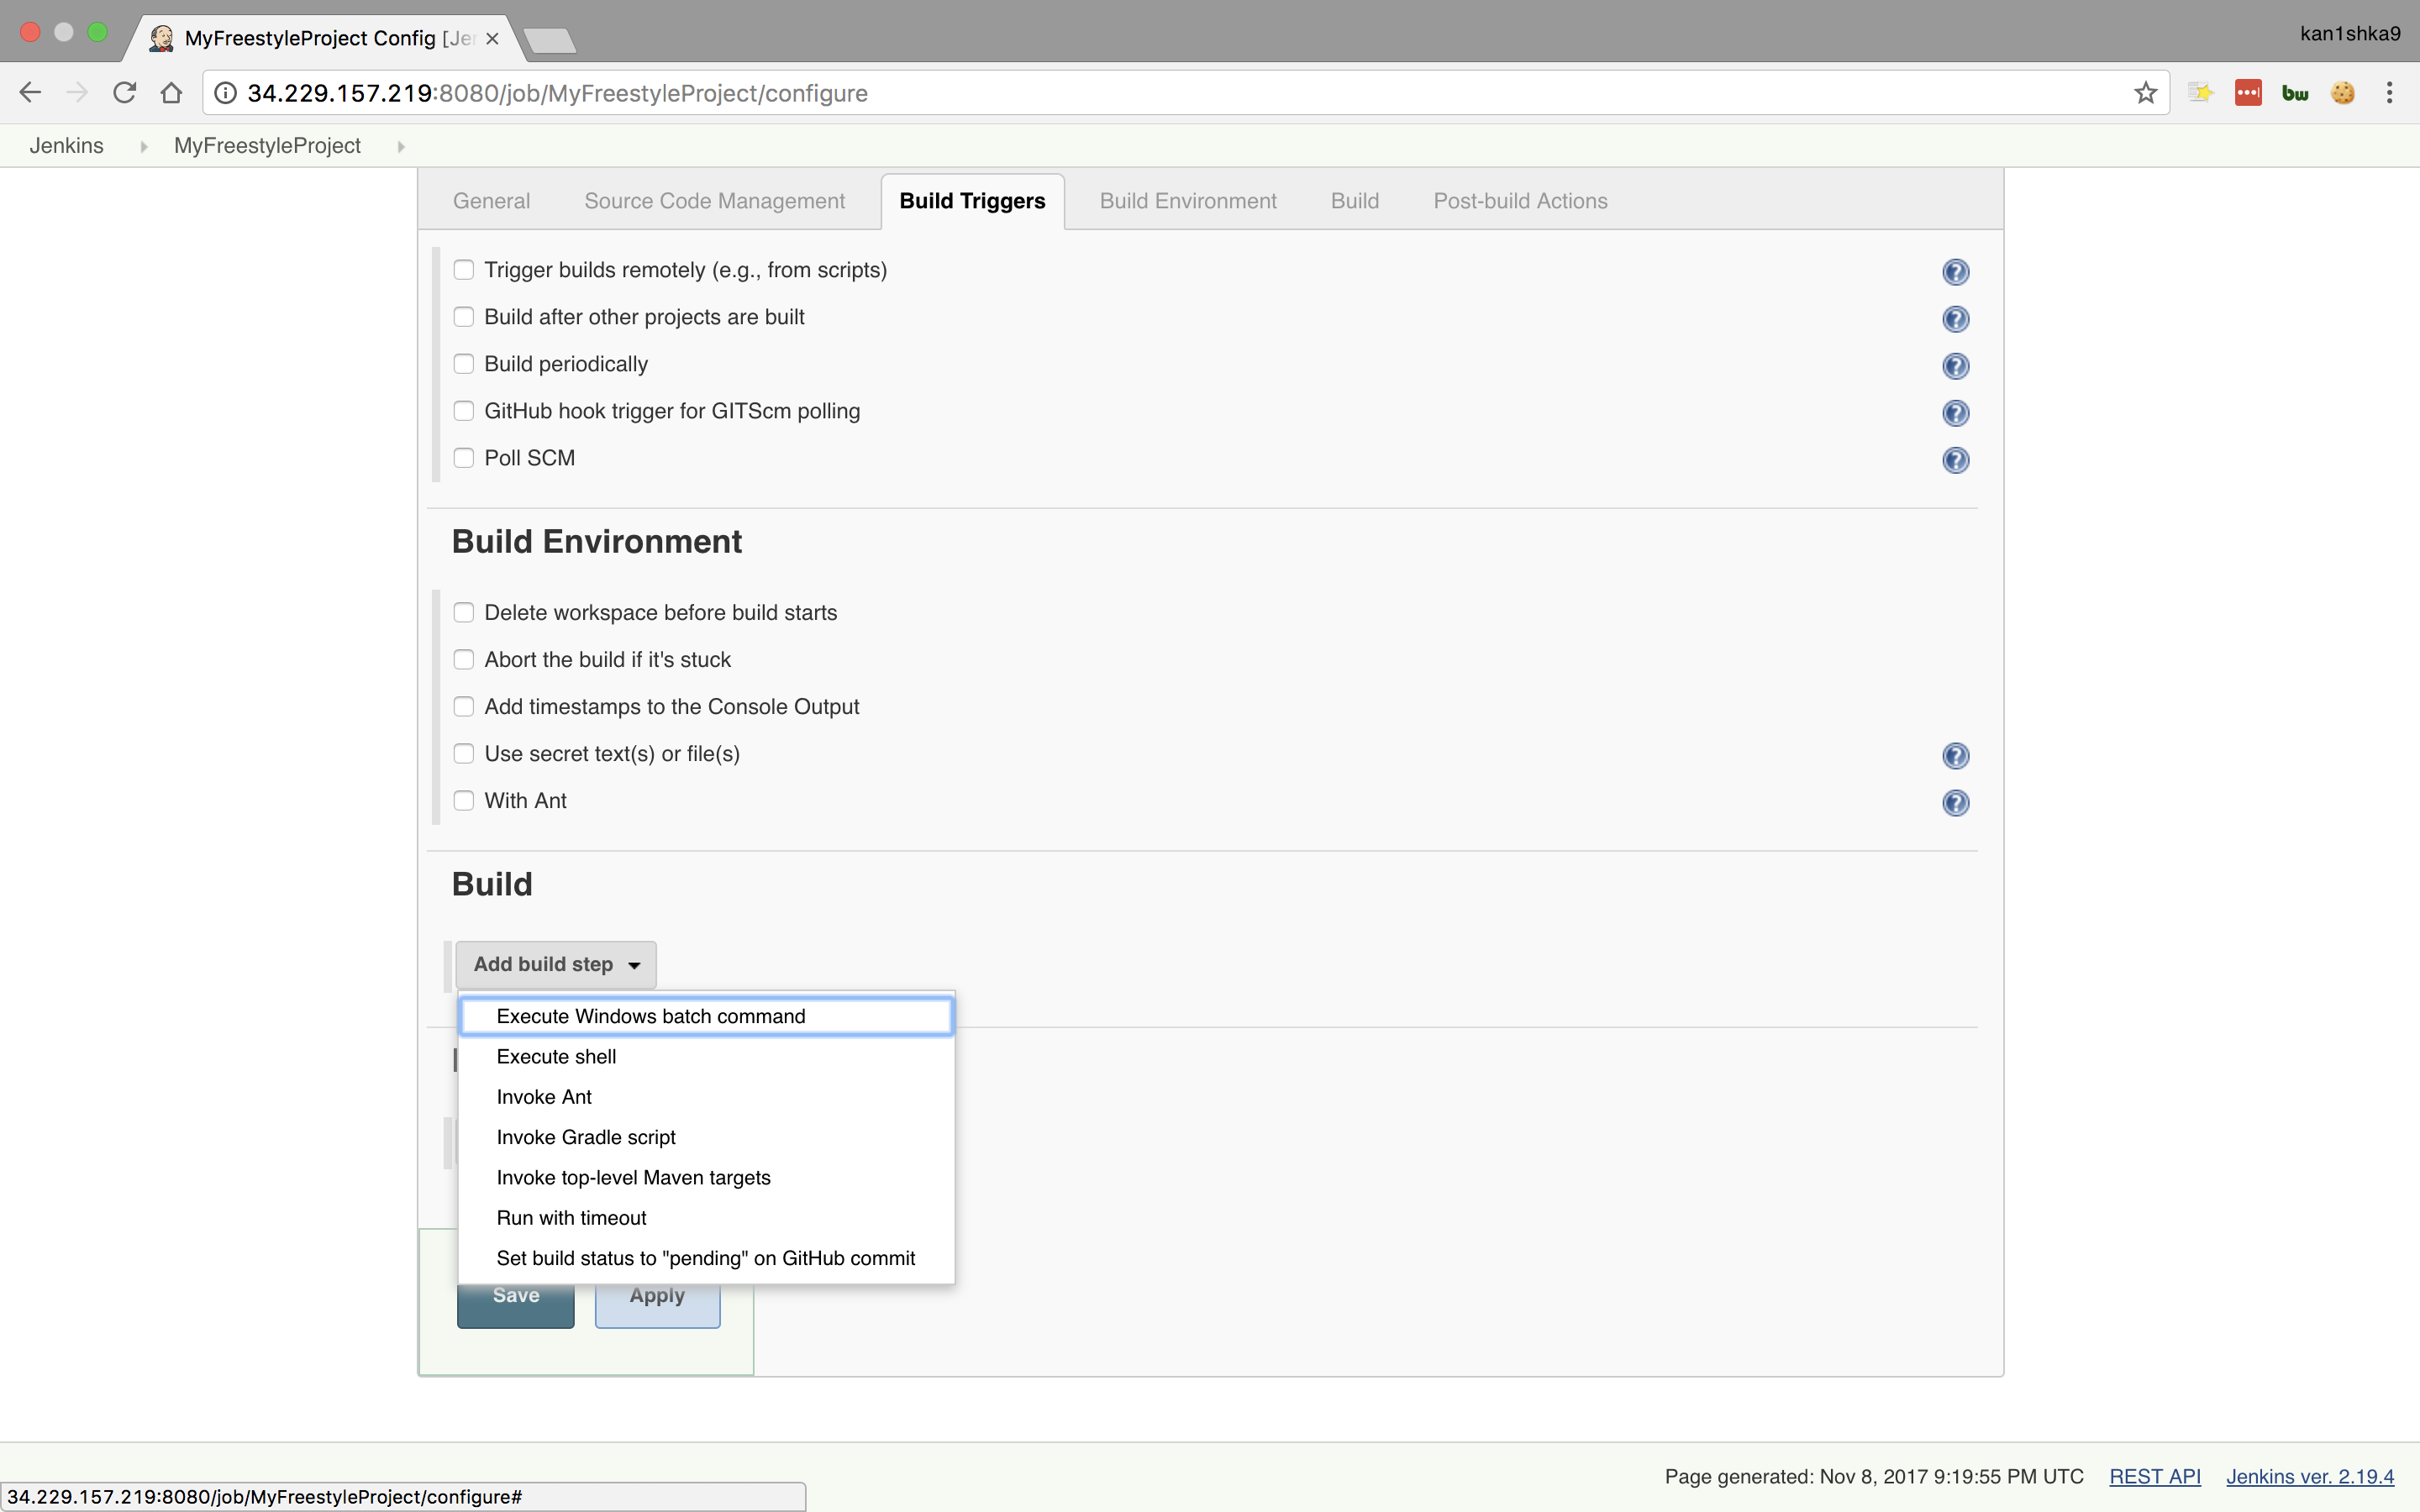 MyFreestyleProject Config [Je
kan1shka9
34.229.157.219:8080/job/MyFreestyleProject/configure
bw
Jenkins MyFreestyleProject
General Source Code Management Build Triggers Build Environment Build Post-build Actions
Trigger builds remotely (e.g., from scripts)
Build after other projects are built
Build periodically
GitHub hook trigger for GITScm polling
Poll SCM
Build Environment
Delete workspace before build starts
Abort the build if it's stuck
Add timestamps to the Console Output
Use secret text(s) or file(s)
With Ant
Build
Add build step
Execute Windows batch command
Execute shell
Invoke Ant
Invoke Gradle script
Invoke top-level Maven targets
Run with timeout
Set build status to "pending" on GitHub commit
Save Apply
Page generated: Nov 8, 2017 9:19:55 PM UTC REST API Jenkins ver. 2.19.4
34.229.157.219:8080/job/MyFreestyleProject/configure#